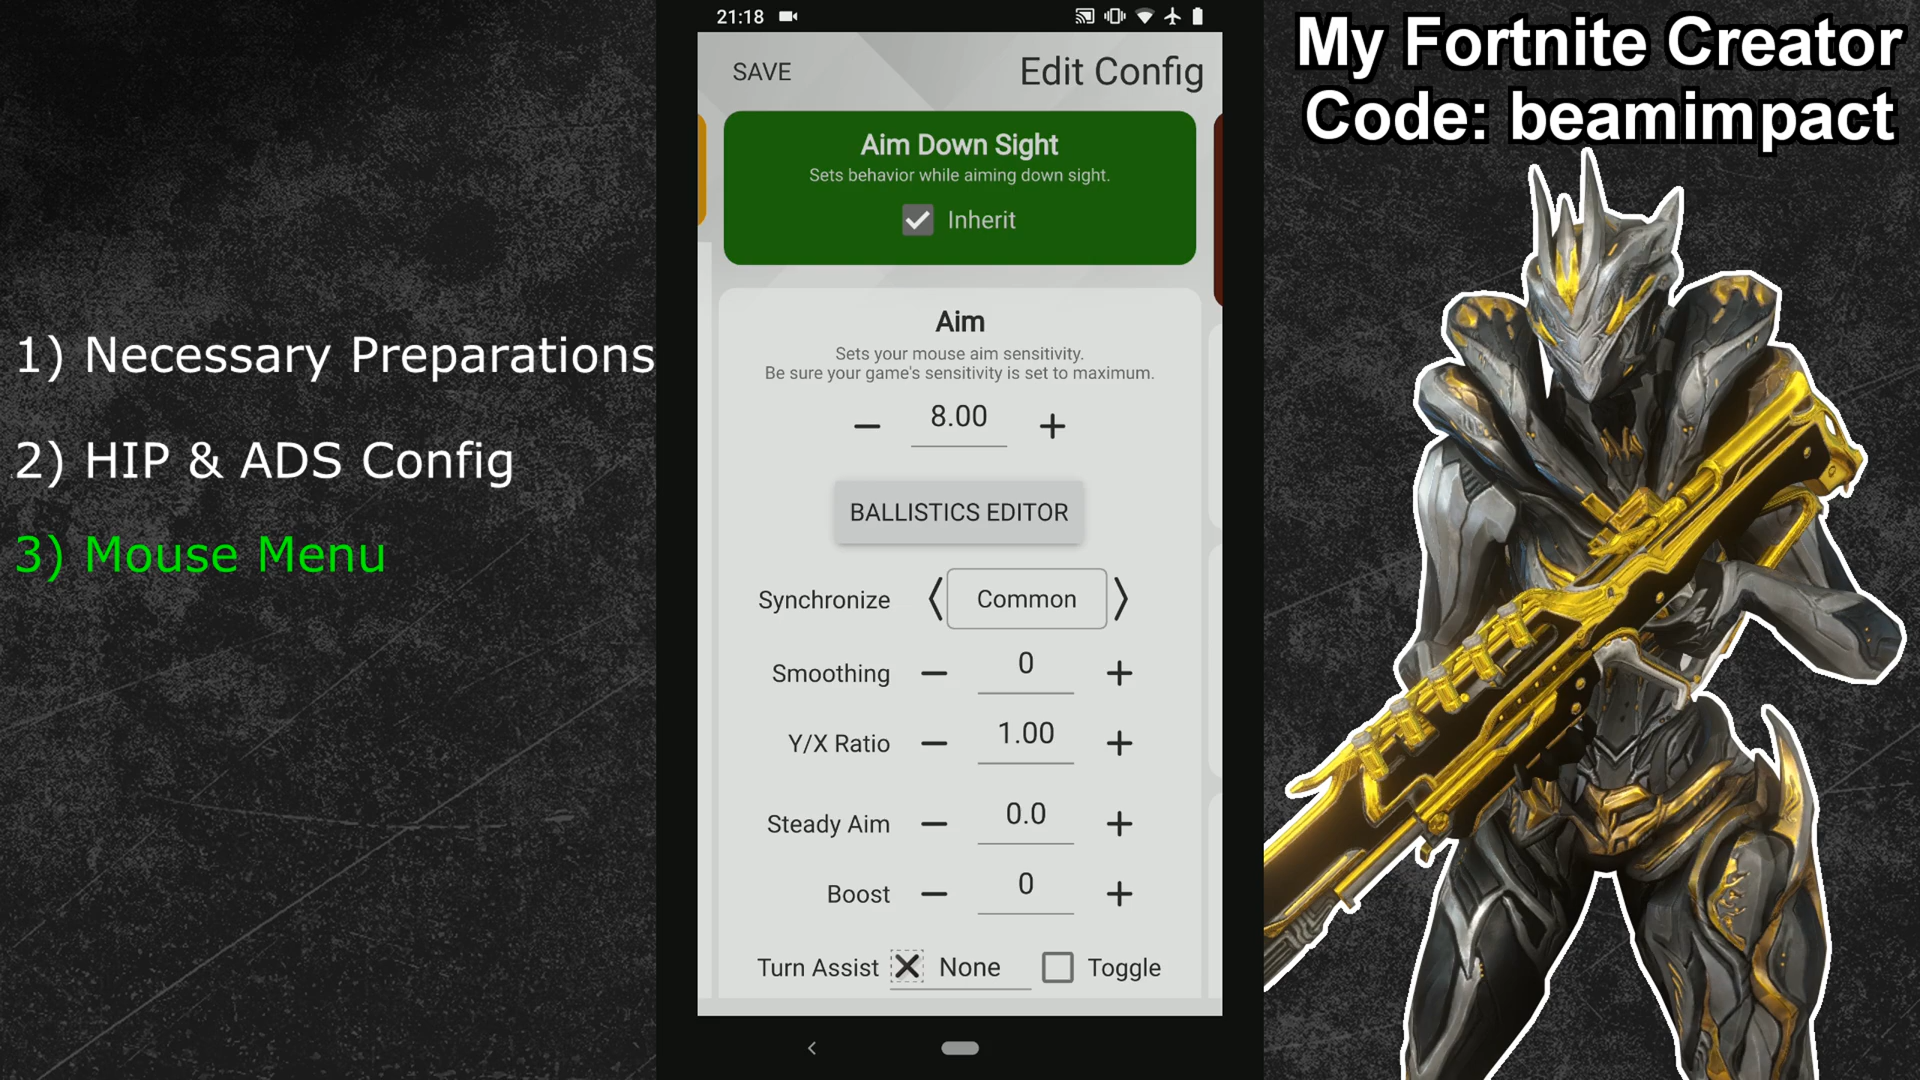 1) Necessary Preparations
2) HIP & ADS Config
3) Mouse Menu
21:18
SAVE
Edit Config
Aim Down Sight
Sets behavior while aiming down sight.
Inherit
Aim
Sets your mouse aim sensitivity.
Be sure your game's sensitivity is set to maximum.
− 8.00 +
BALLISTICS EDITOR
Synchronize Common
Smoothing − 0 +
Y/X Ratio − 1.00 +
Steady Aim − 0.0 +
Boost − 0 +
Turn Assist None Toggle
My Fortnite Creator
Code: beamimpact